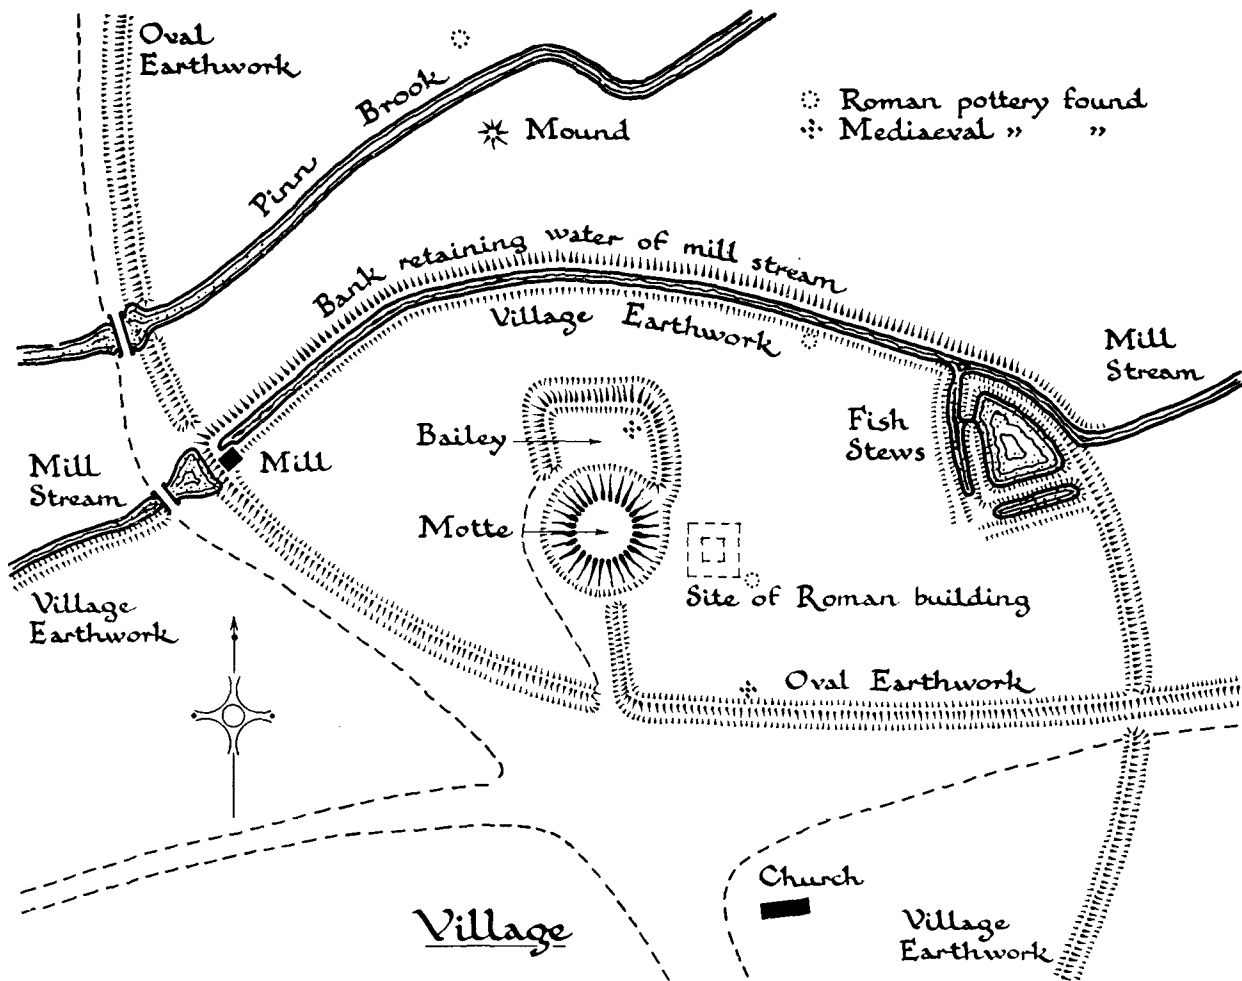 Oval
Earthwork
Pinn Brook
Mound
Roman pottery found
Mediaeval „ „
Bank retaining water of mill stream
Village Earthwork
Mill
Stream
Fish
Stews
Bailey
Mill
Mill
Stream
Motte
Village
Earthwork
Site of Roman building
Oval Earthwork
Church
Village
Village
Earthwork